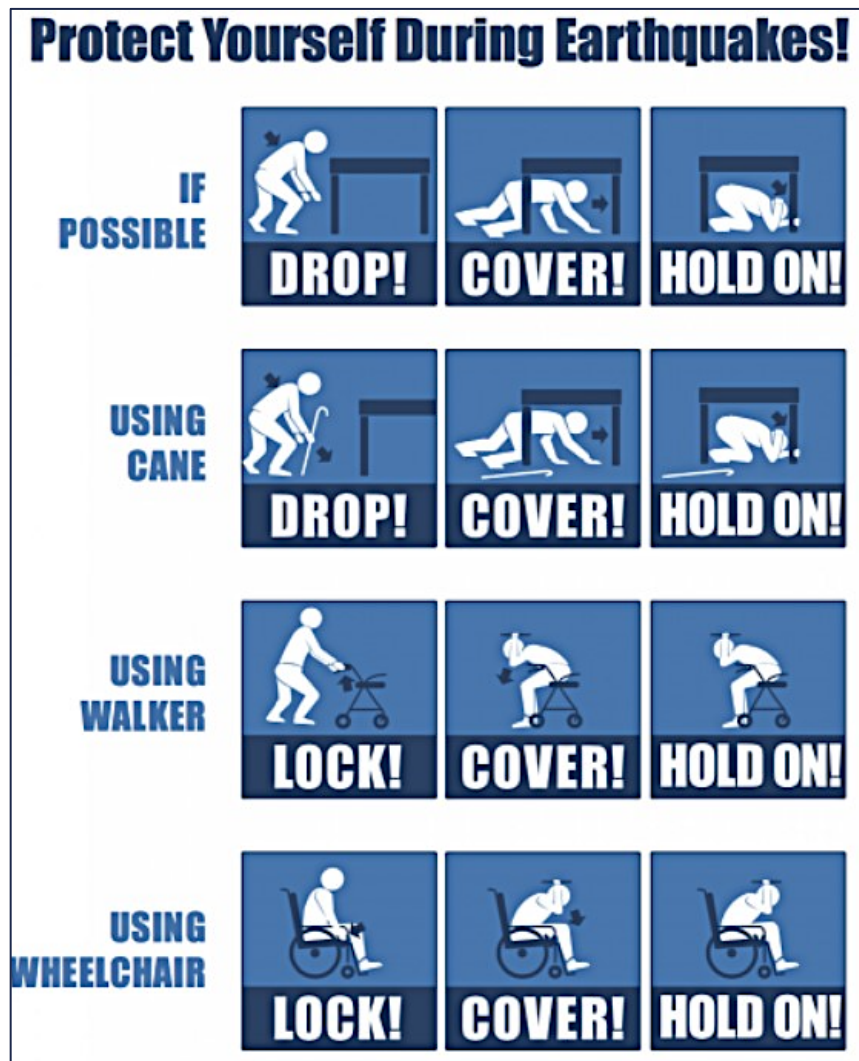 Protect Yourself During Earthquakes!
IF
POSSIBLE
DROP!
COVER!
HOLD ON!
USING
CANE
DROP!
COVER!
HOLD ON!
USING
WALKER
LOCK!
COVER!
HOLD ON!
USING
WHEELCHAIR
LOCK!
COVER!
HOLD ON!